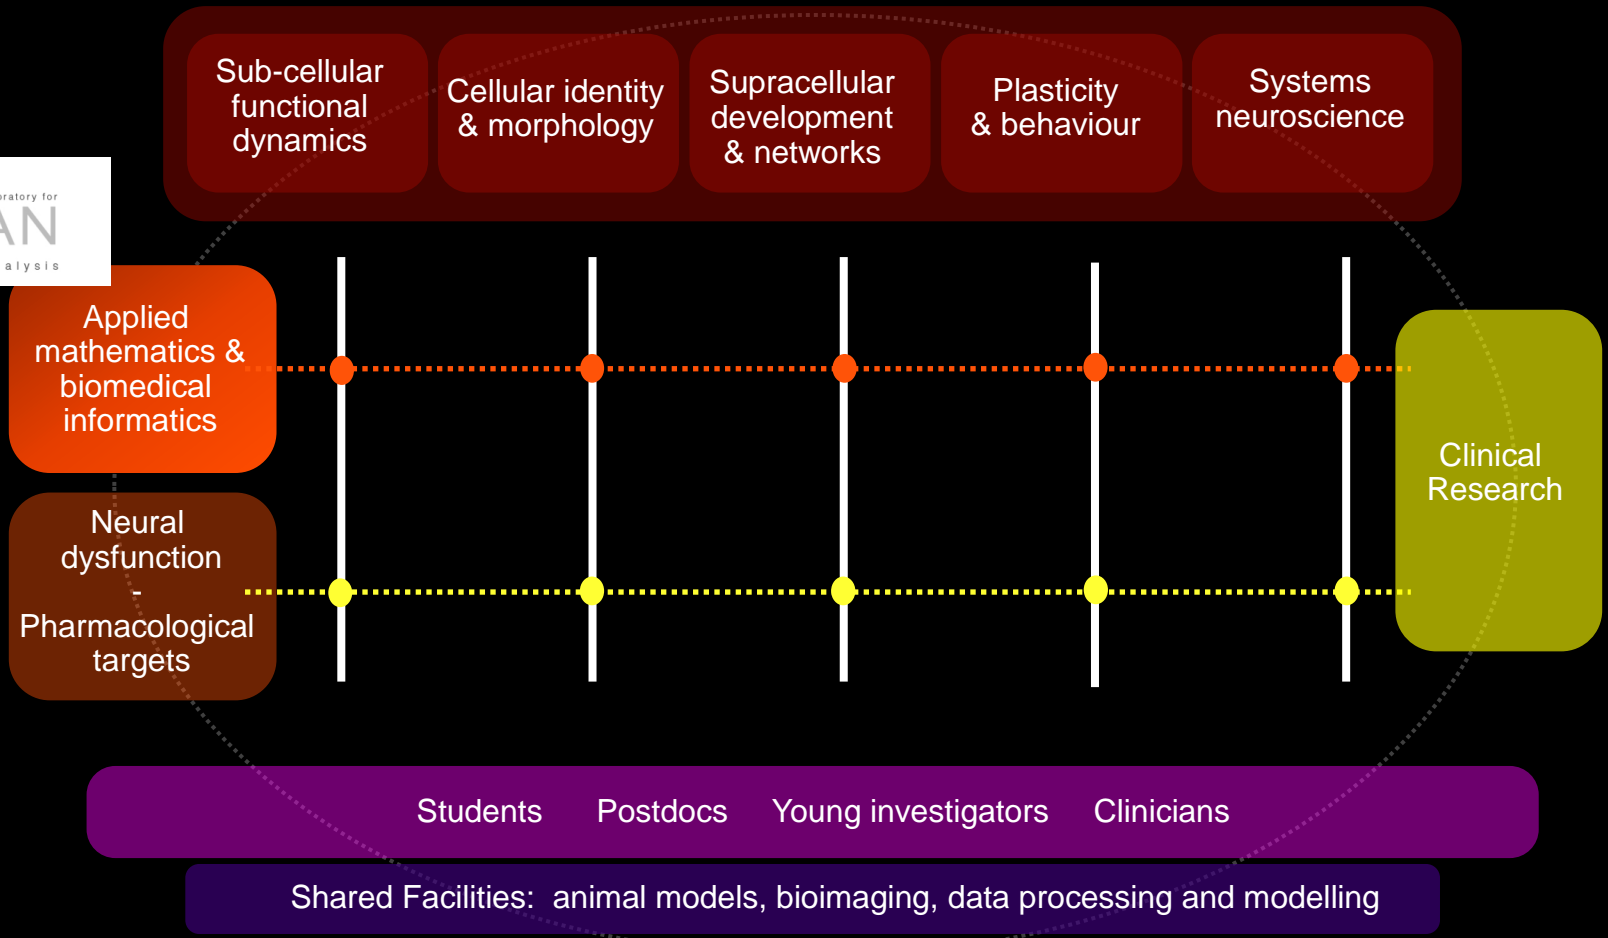 Sub-cellular
functional
dynamics
Cellular identity
& morphology
Supracellular
development
& networks
Plasticity
& behaviour
Systems
neuroscience
Applied
mathematics &
biomedical
informatics
Neural
dysfunction
-
Pharmacological
targets
Clinical
Research
Students Postdocs Young investigators Clinicians
Shared Facilities: animal models, bioimaging, data processing and modelling